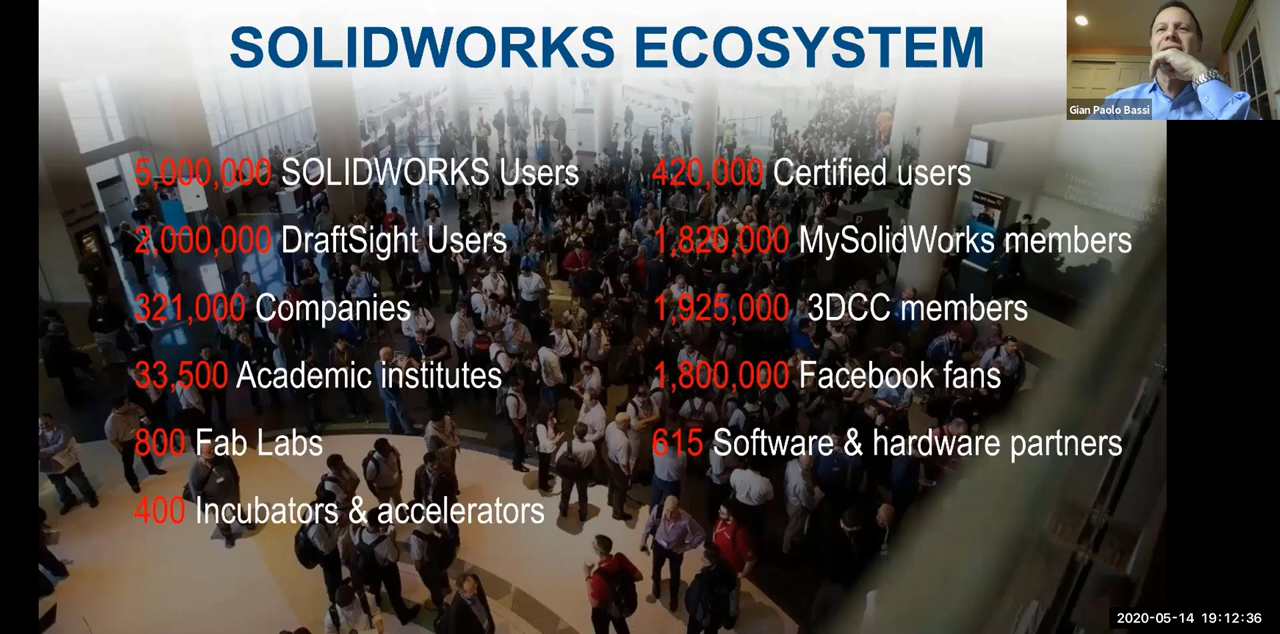 SOLIDWORKS ECOSYSTEM
Gian Paolo Bassi
5,000,000 SOLIDWORKS Users
2,000,000 DraftSight Users
321,000 Companies
33,500 Academic institutes
800 Fab Labs
400 Incubators & accelerators
420,000 Certified users
1,820,000 MySolidWorks members
1,925,000 3DCC members
1,800,000 Facebook fans
615 Software & hardware partners
2020-05-14 19:12:36